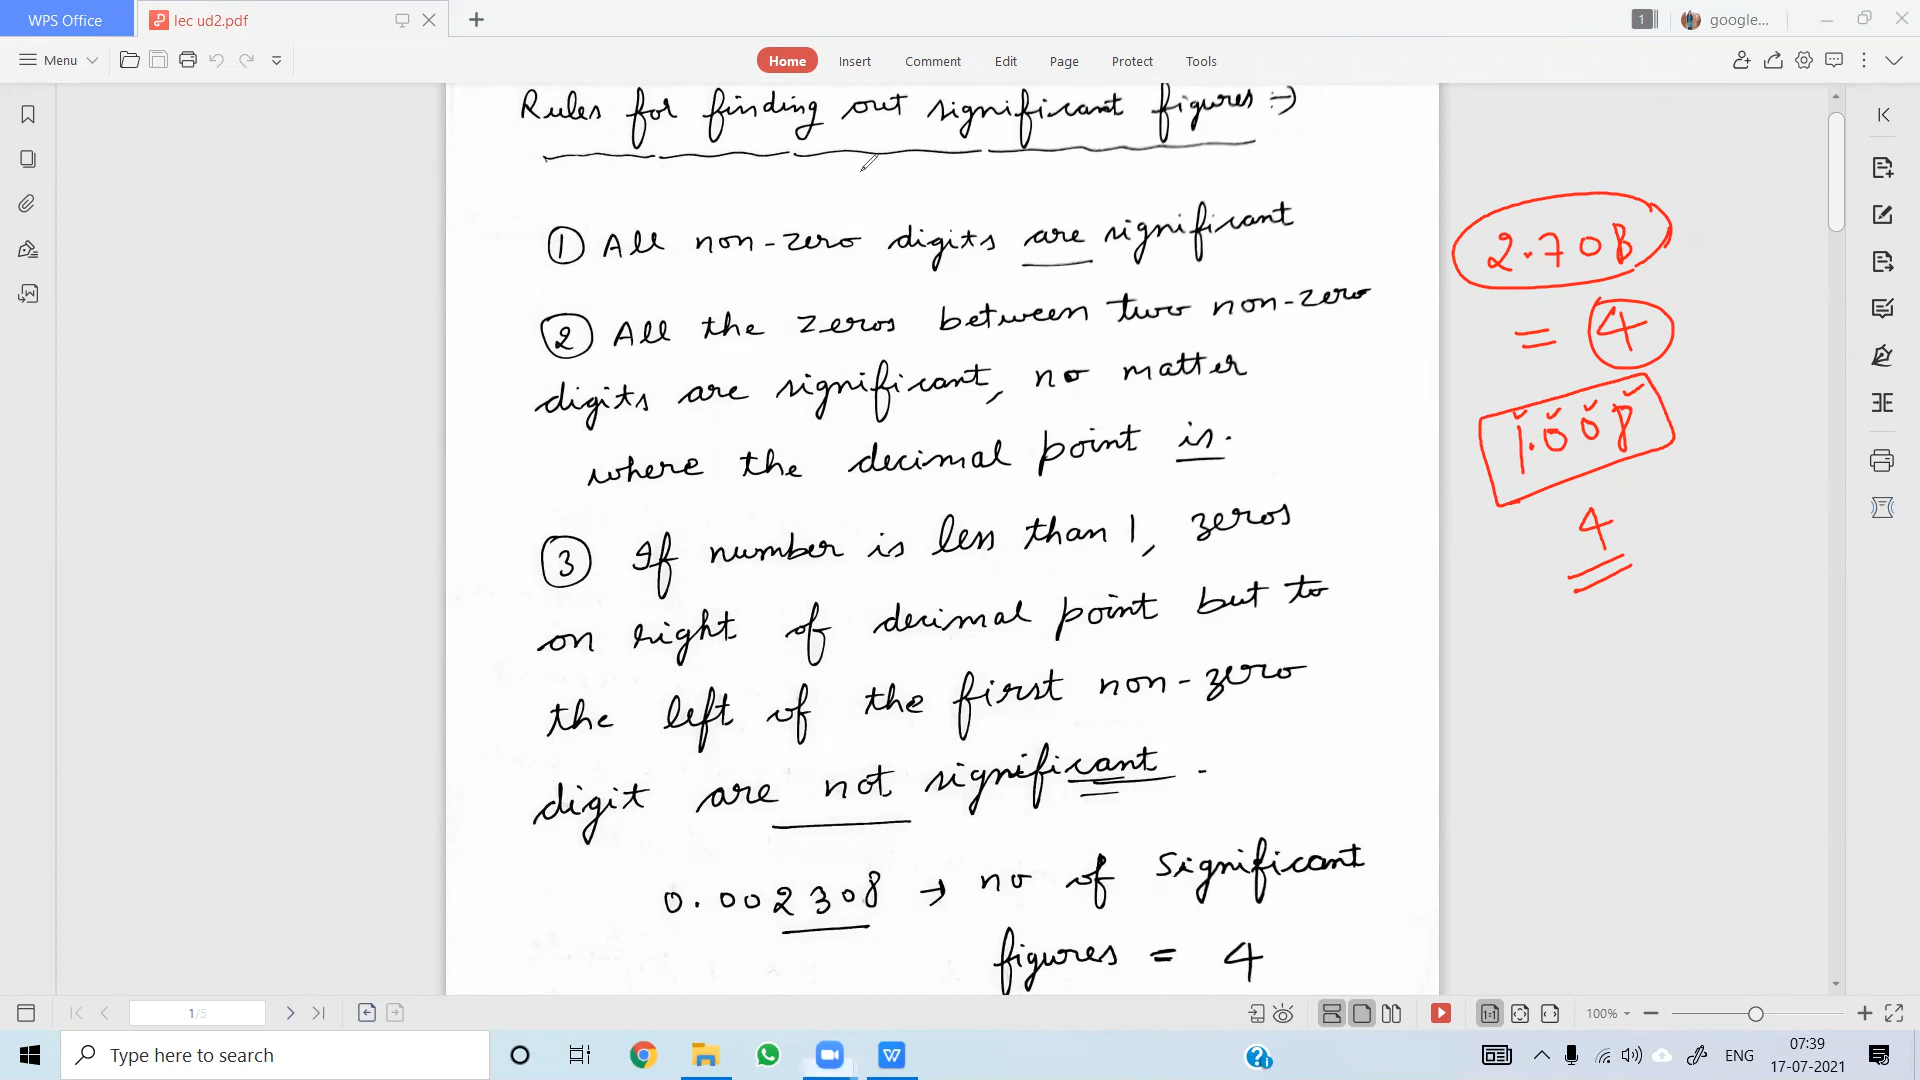 WPS Office
lec ud2.pdf
1
google...
Menu
Home Insert Comment Edit Page Protect Tools
Rules for finding out significant figures :-)
① All non-zero digits are significant
② All the zeros between two non-zero
digits are significant, no matter
where the decimal point is.
③ If number is less than 1, zeros
on right of decimal point but to
the left of the first non-zero
digit are not significant.
0.002308 → no of significant
figures = 4
2.708
= 4
1.008
4
1/5
1:1
100%
Type here to search
ENG
07:39
17-07-2021